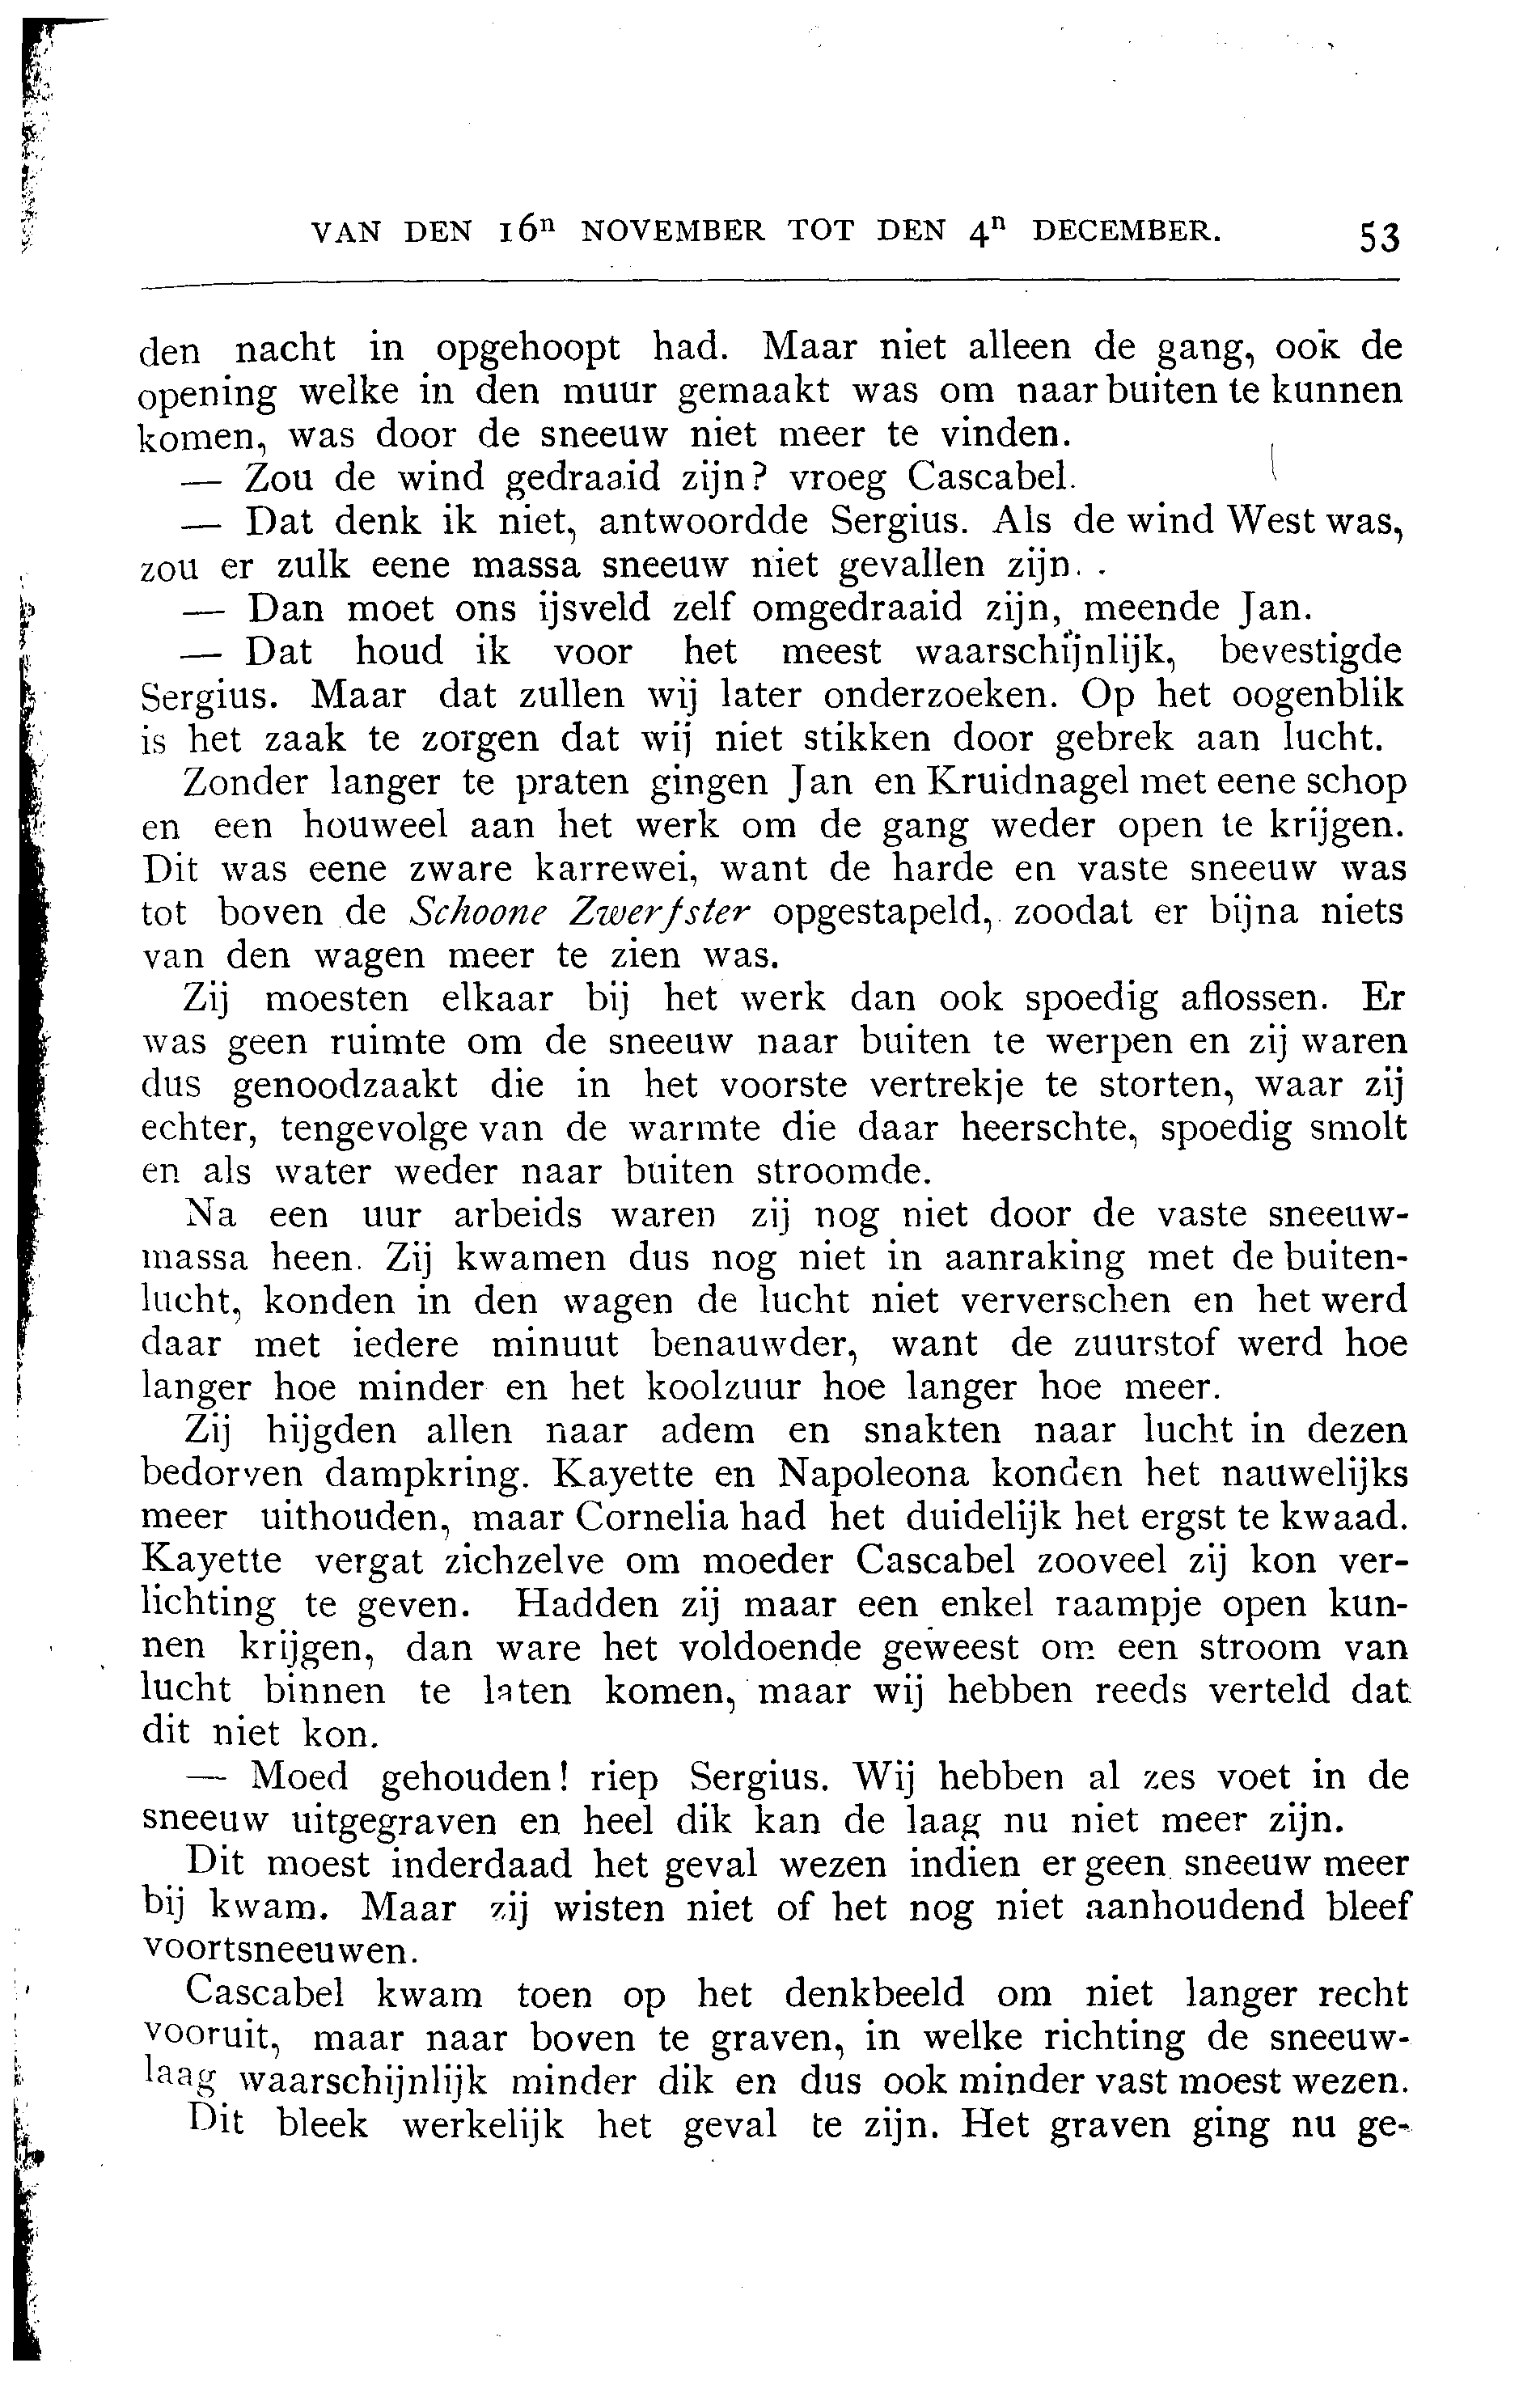 VAN DEN 16n NOVEMBER TOT DEN 4n DECEMBER. 53
den nacht in opgehoopt had. Maar niet alleen de gang, ook de
opening welke in den muur gemaakt was om naar buiten te kunnen
komen, was door de sneeuw niet meer te vinden.
— Zou de wind gedraaid zijn? vroeg Cascabel.
— Dat denk ik niet, antwoordde Sergius. Als de wind West was,
zou er zulk eene massa sneeuw niet gevallen zijn. .
— Dan moet ons ijsveld zelf omgedraaid zijn, meende Jan.
— Dat houd ik voor het meest waarschijnlijk, bevestigde
Sergius. Maar dat zullen wij later onderzoeken. Op het oogenblik
is het zaak te zorgen dat wij niet stikken door gebrek aan lucht.
Zonder langer te praten gingen Jan en Kruidnagel met eene schop
en een houweel aan het werk om de gang weder open te krijgen.
Dit was eene zware karrewei, want de harde en vaste sneeuw was
tot boven de Schoone Zwerfster opgestapeld, zoodat er bijna niets
van den wagen meer te zien was.
Zij moesten elkaar bij het werk dan ook spoedig aflossen. Er
was geen ruimte om de sneeuw naar buiten te werpen en zij waren
dus genoodzaakt die in het voorste vertrekje te storten, waar zij
echter, tengevolge van de warmte die daar heerschte, spoedig smolt
en als water weder naar buiten stroomde.
Na een uur arbeids waren zij nog niet door de vaste sneeuw-
massa heen. Zij kwamen dus nog niet in aanraking met de buiten-
lucht, konden in den wagen de lucht niet ververschen en het werd
daar met iedere minuut benauwder, want de zuurstof werd hoe
langer hoe minder en het koolzuur hoe langer hoe meer.
Zij hijgden allen naar adem en snakten naar lucht in dezen
bedorven dampkring. Kayette en Napoleona konden het nauwelijks
meer uithouden, maar Cornelia had het duidelijk het ergst te kwaad.
Kayette vergat zichzelve om moeder Cascabel zooveel zij kon ver-
lichting te geven. Hadden zij maar een enkel raampje open kun-
nen krijgen, dan ware het voldoende geweest om een stroom van
lucht binnen te laten komen, maar wij hebben reeds verteld dat
dit niet kon.
— Moed gehouden! riep Sergius. Wij hebben al zes voet in de
sneeuw uitgegraven en heel dik kan de laag nu niet meer zijn.
Dit moest inderdaad het geval wezen indien er geen sneeuw meer
bij kwam. Maar zij wisten niet of het nog niet aanhoudend bleef
voortsneeuwen.
Cascabel kwam toen op het denkbeeld om niet langer recht
vooruit, maar naar boven te graven, in welke richting de sneeuw-
laag waarschijnlijk minder dik en dus ook minder vast moest wezen.
Dit bleek werkelijk het geval te zijn. Het graven ging nu ge-